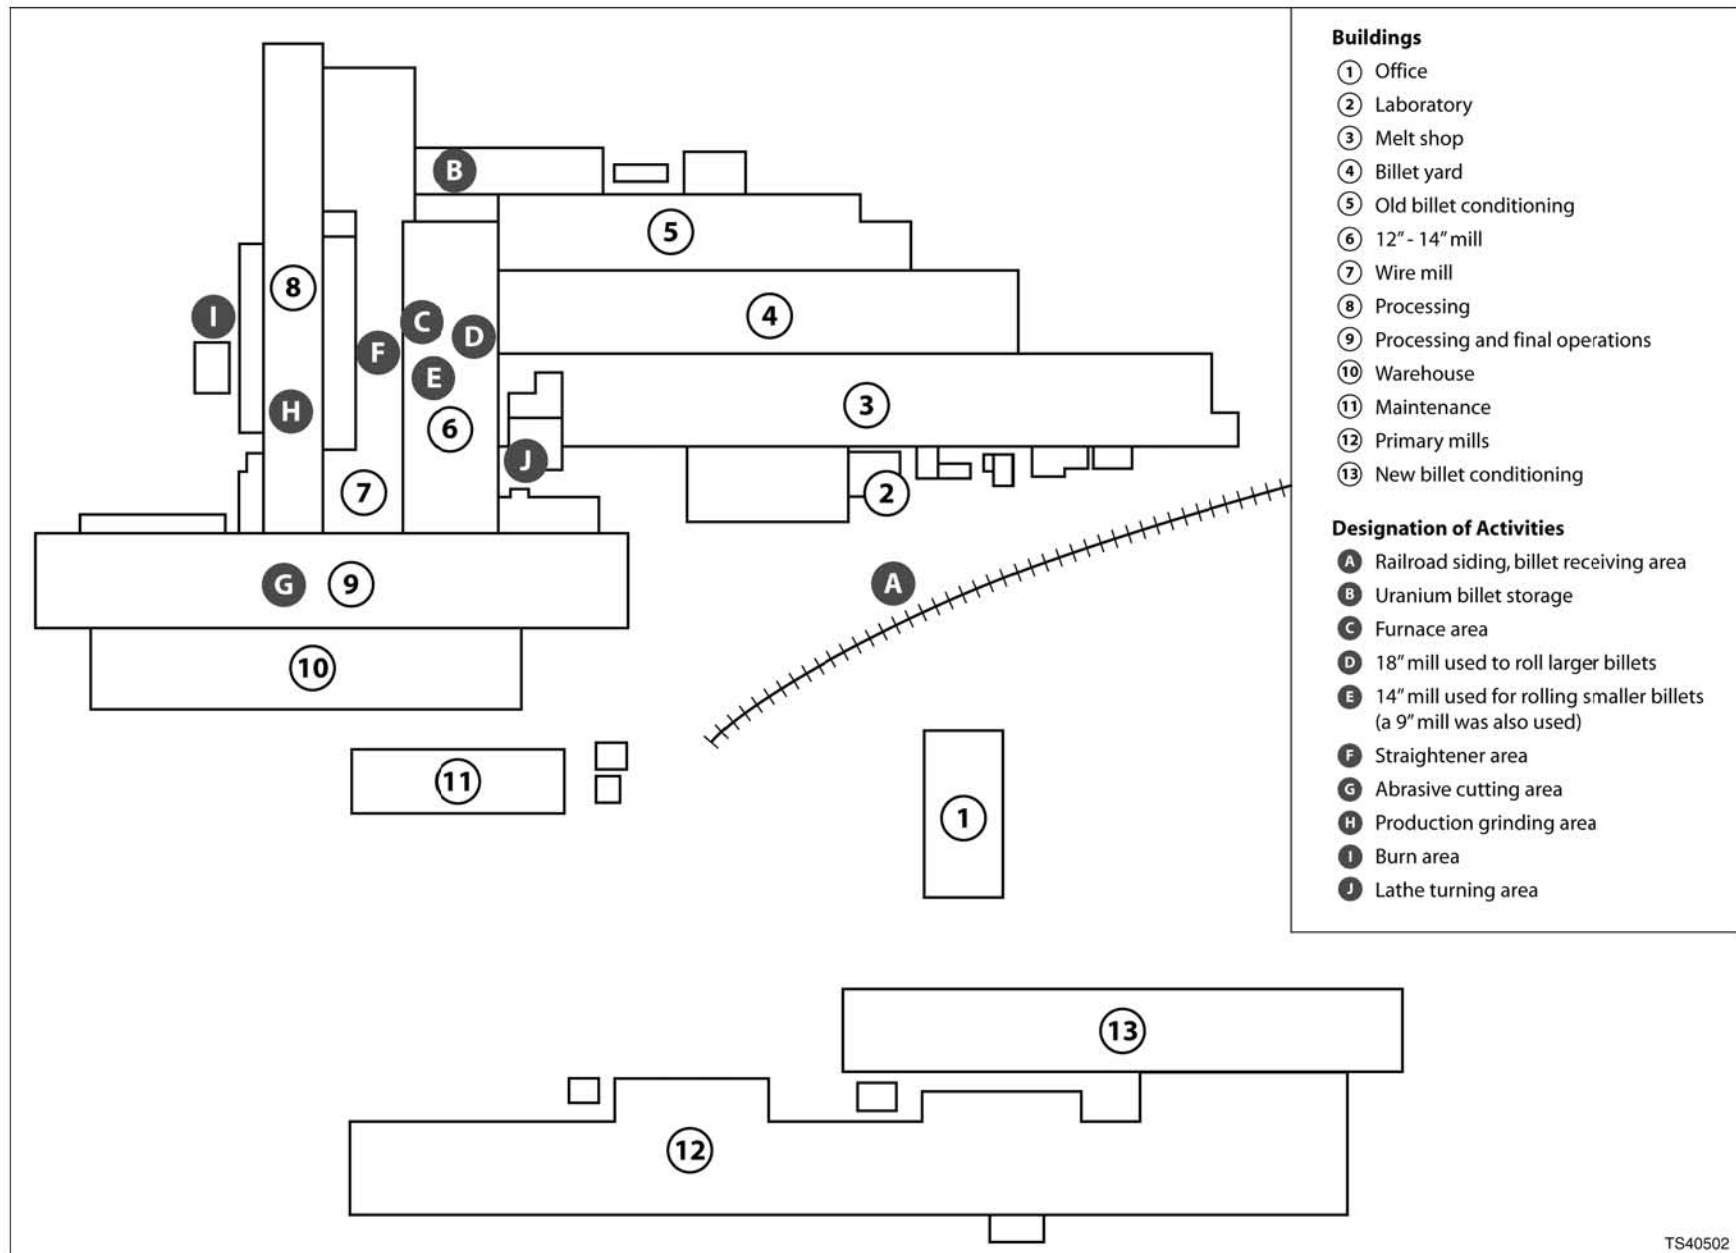 B
5
8
I
C
D
4
F
E
H
3
6
J
7
2
G
9
A
10
11
1
13
12
Buildings
1 Office
2 Laboratory
3 Melt shop
4 Billet yard
5 Old billet conditioning
6 12" - 14" mill
7 Wire mill
8 Processing
9 Processing and final operations
10 Warehouse
11 Maintenance
12 Primary mills
13 New billet conditioning
Designation of Activities
A Railroad siding, billet receiving area
B Uranium billet storage
C Furnace area
D 18" mill used to roll larger billets
E 14" mill used for rolling smaller billets
(a 9" mill was also used)
F Straightener area
G Abrasive cutting area
H Production grinding area
I Burn area
J Lathe turning area
TS40502